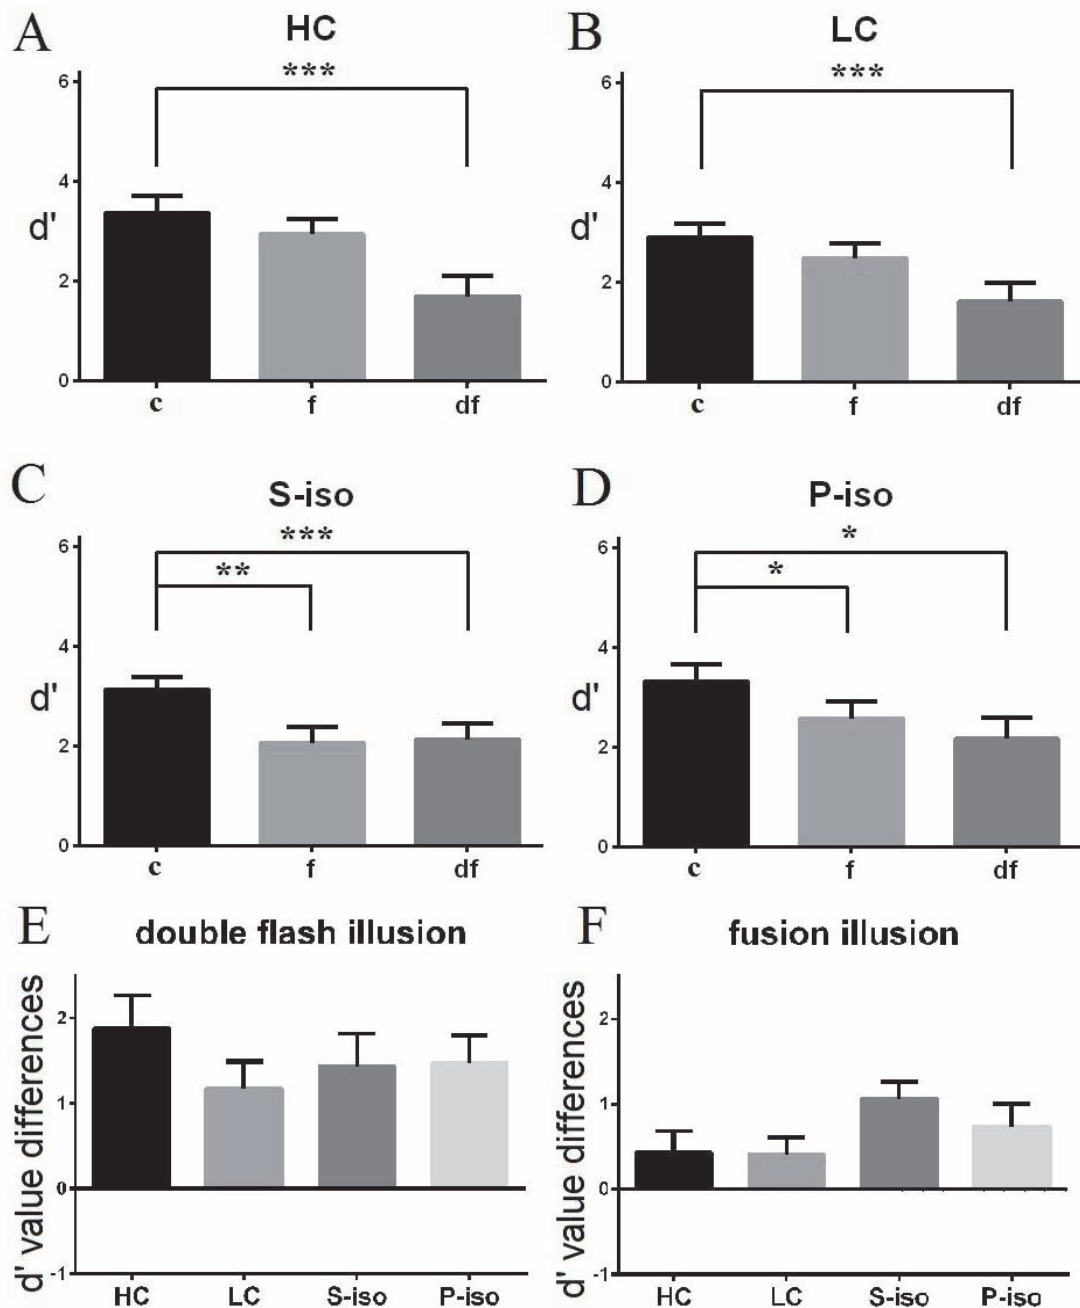 A
HC
***
6
4
d'
2
0
c f df
B
LC
***
6
4
d'
2
0
c f df
C
S-iso
***
**
6
4
d'
2
0
c f df
D
P-iso
*
*
6
4
d'
2
0
c f df
E
double flash illusion
d' value differences
2
1
0
-1
HC LC S-iso P-iso
F
fusion illusion
d' value differences
2
1
0
-1
HC LC S-iso P-iso